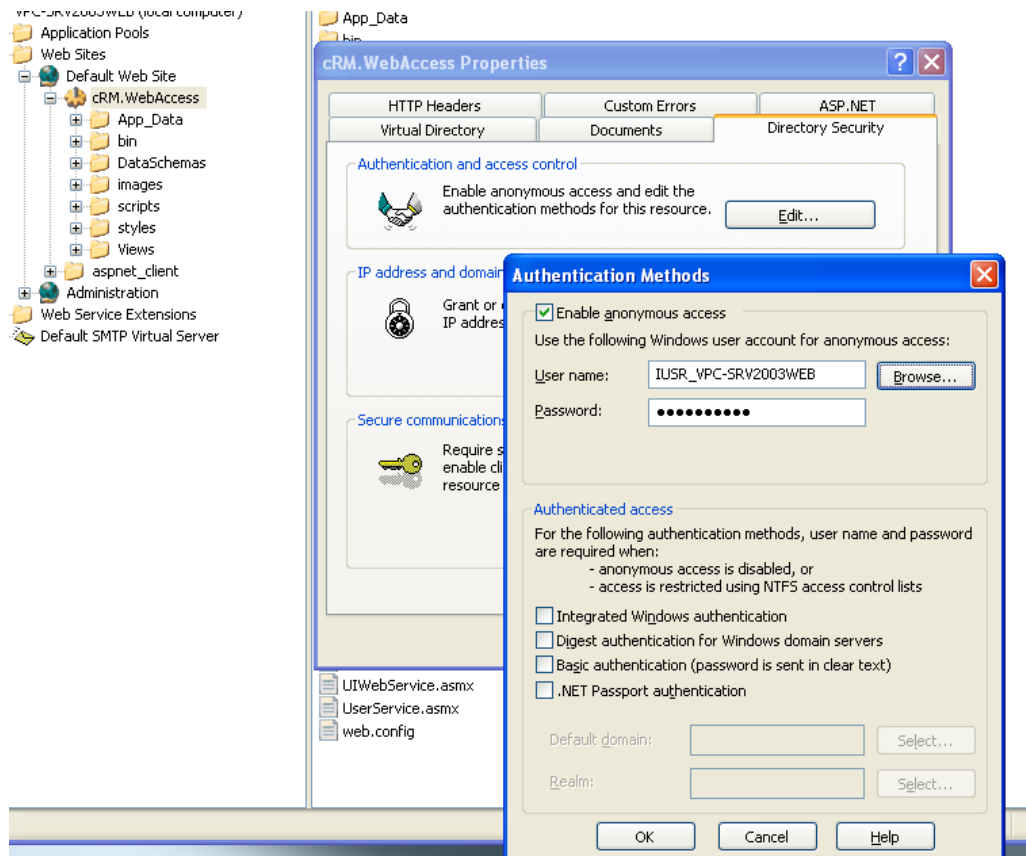 VPC-SRV2003WEB (local computer)
Application Pools
Web Sites
Default Web Site
cRM.WebAccess
App_Data
bin
DataSchemas
images
scripts
styles
Views
aspnet_client
Administration
Web Service Extensions
Default SMTP Virtual Server
App_Data
bin
cRM.WebAccess Properties
HTTP Headers
Custom Errors
ASP.NET
Virtual Directory
Documents
Directory Security
Authentication and access control
Enable anonymous access and edit the
authentication methods for this resource.
Edit...
IP address and domain
Grant or
IP addres
Secure communications
Require s
enable cli
resource
UIWebService.asmx
UserService.asmx
web.config
Authentication Methods
Enable anonymous access
Use the following Windows user account for anonymous access:
User name:
IUSR_VPC-SRV2003WEB
Browse...
Password:
●●●●●●●●●●
Authenticated access
For the following authentication methods, user name and password
are required when:
- anonymous access is disabled, or
- access is restricted using NTFS access control lists
Integrated Windows authentication
Digest authentication for Windows domain servers
Basic authentication (password is sent in clear text)
.NET Passport authentication
Default domain:
Select...
Realm:
Select...
OK
Cancel
Help